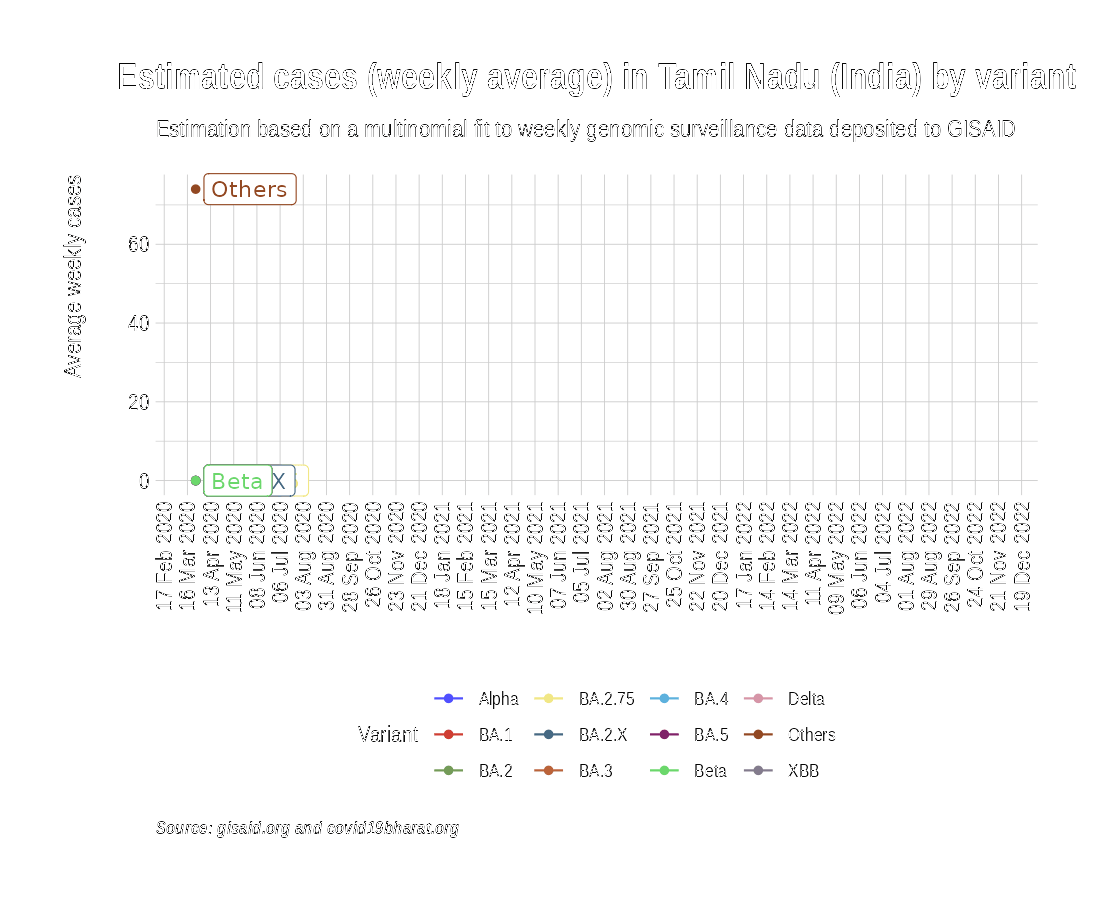 Estimated cases (weekly average) in Tamil Nadu (India) by variant
Estimation based on a multinomial fit to weekly genomic surveillance data deposited to GISAID
Average weekly cases
Others
60
40
20
0
Beta
X
17 Feb 2020
16 Mar 2020
13 Apr 2020
11 May 2020
08 Jun 2020
06 Jul 2020
03 Aug 2020
31 Aug 2020
28 Sep 2020
26 Oct 2020
23 Nov 2020
21 Dec 2020
18 Jan 2021
15 Feb 2021
15 Mar 2021
12 Apr 2021
10 May 2021
07 Jun 2021
05 Jul 2021
02 Aug 2021
30 Aug 2021
27 Sep 2021
25 Oct 2021
22 Nov 2021
20 Dec 2021
17 Jan 2022
14 Feb 2022
14 Mar 2022
11 Apr 2022
09 May 2022
06 Jun 2022
04 Jul 2022
01 Aug 2022
29 Aug 2022
26 Sep 2022
24 Oct 2022
21 Nov 2022
19 Dec 2022
Variant
Alpha
BA.1
BA.2
BA.2.75
BA.2.X
BA.3
BA.4
BA.5
Beta
Delta
Others
XBB
Source: gisaid.org and covid19bharat.org